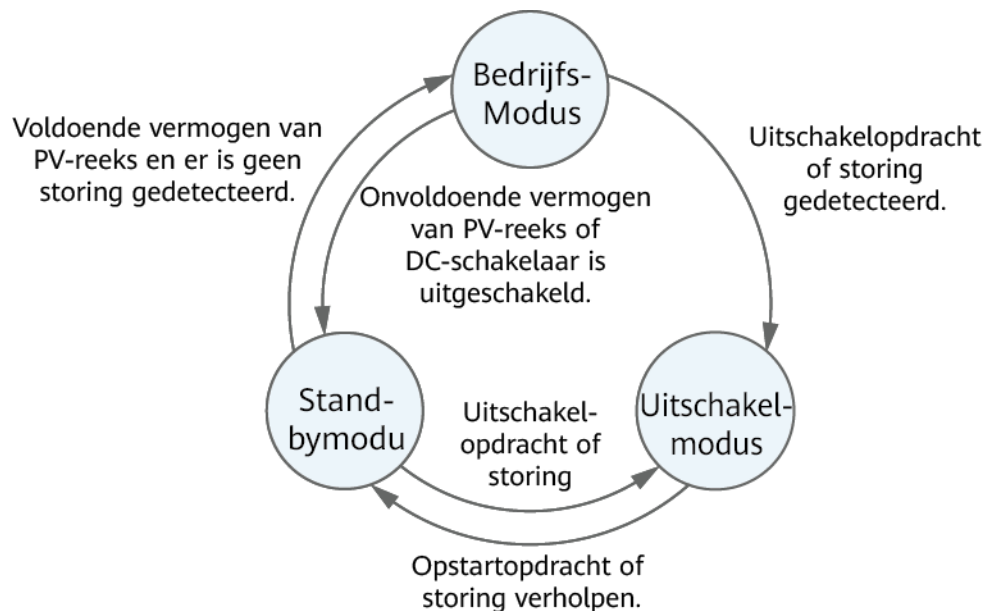 Bedrijfs-
Modus
Voldoende vermogen van
PV-reeks en er is geen
storing gedetecteerd.
Uitschakelopdracht
of storing
gedetecteerd.
Onvoldoende vermogen
van PV-reeks of
DC-schakelaar is
uitgeschakeld.
Stand-
bymodu
Uitschakel-
opdracht of
storing
Uitschakel-
modus
Opstartopdracht of
storing verholpen.